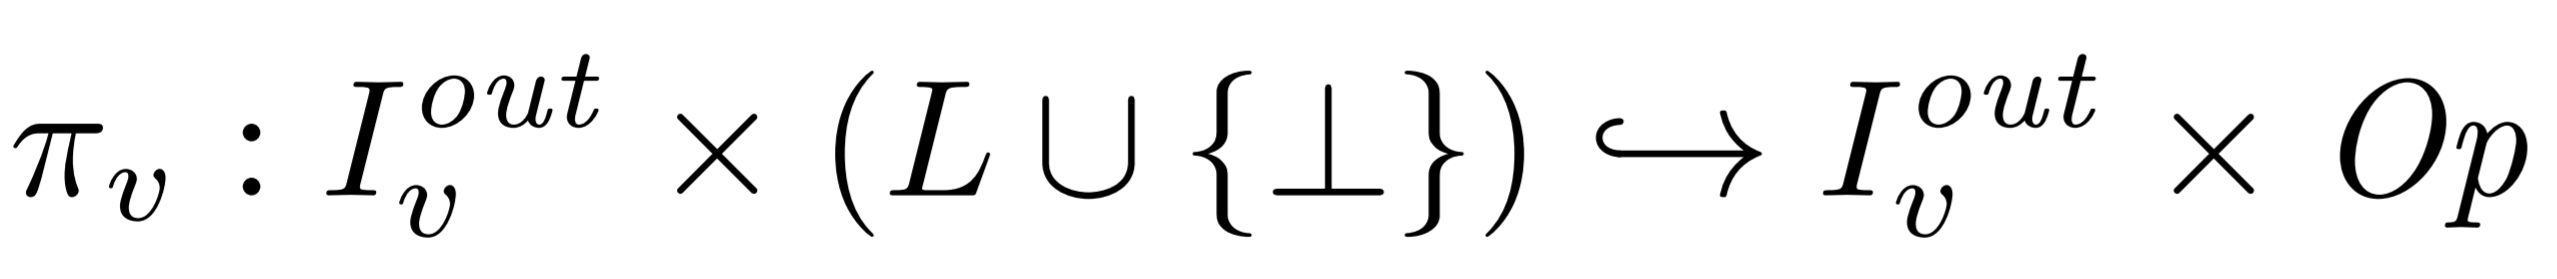 π_v : I_v^{out} × (L ∪ {⊥}) ↪ I_v^{out} × Op